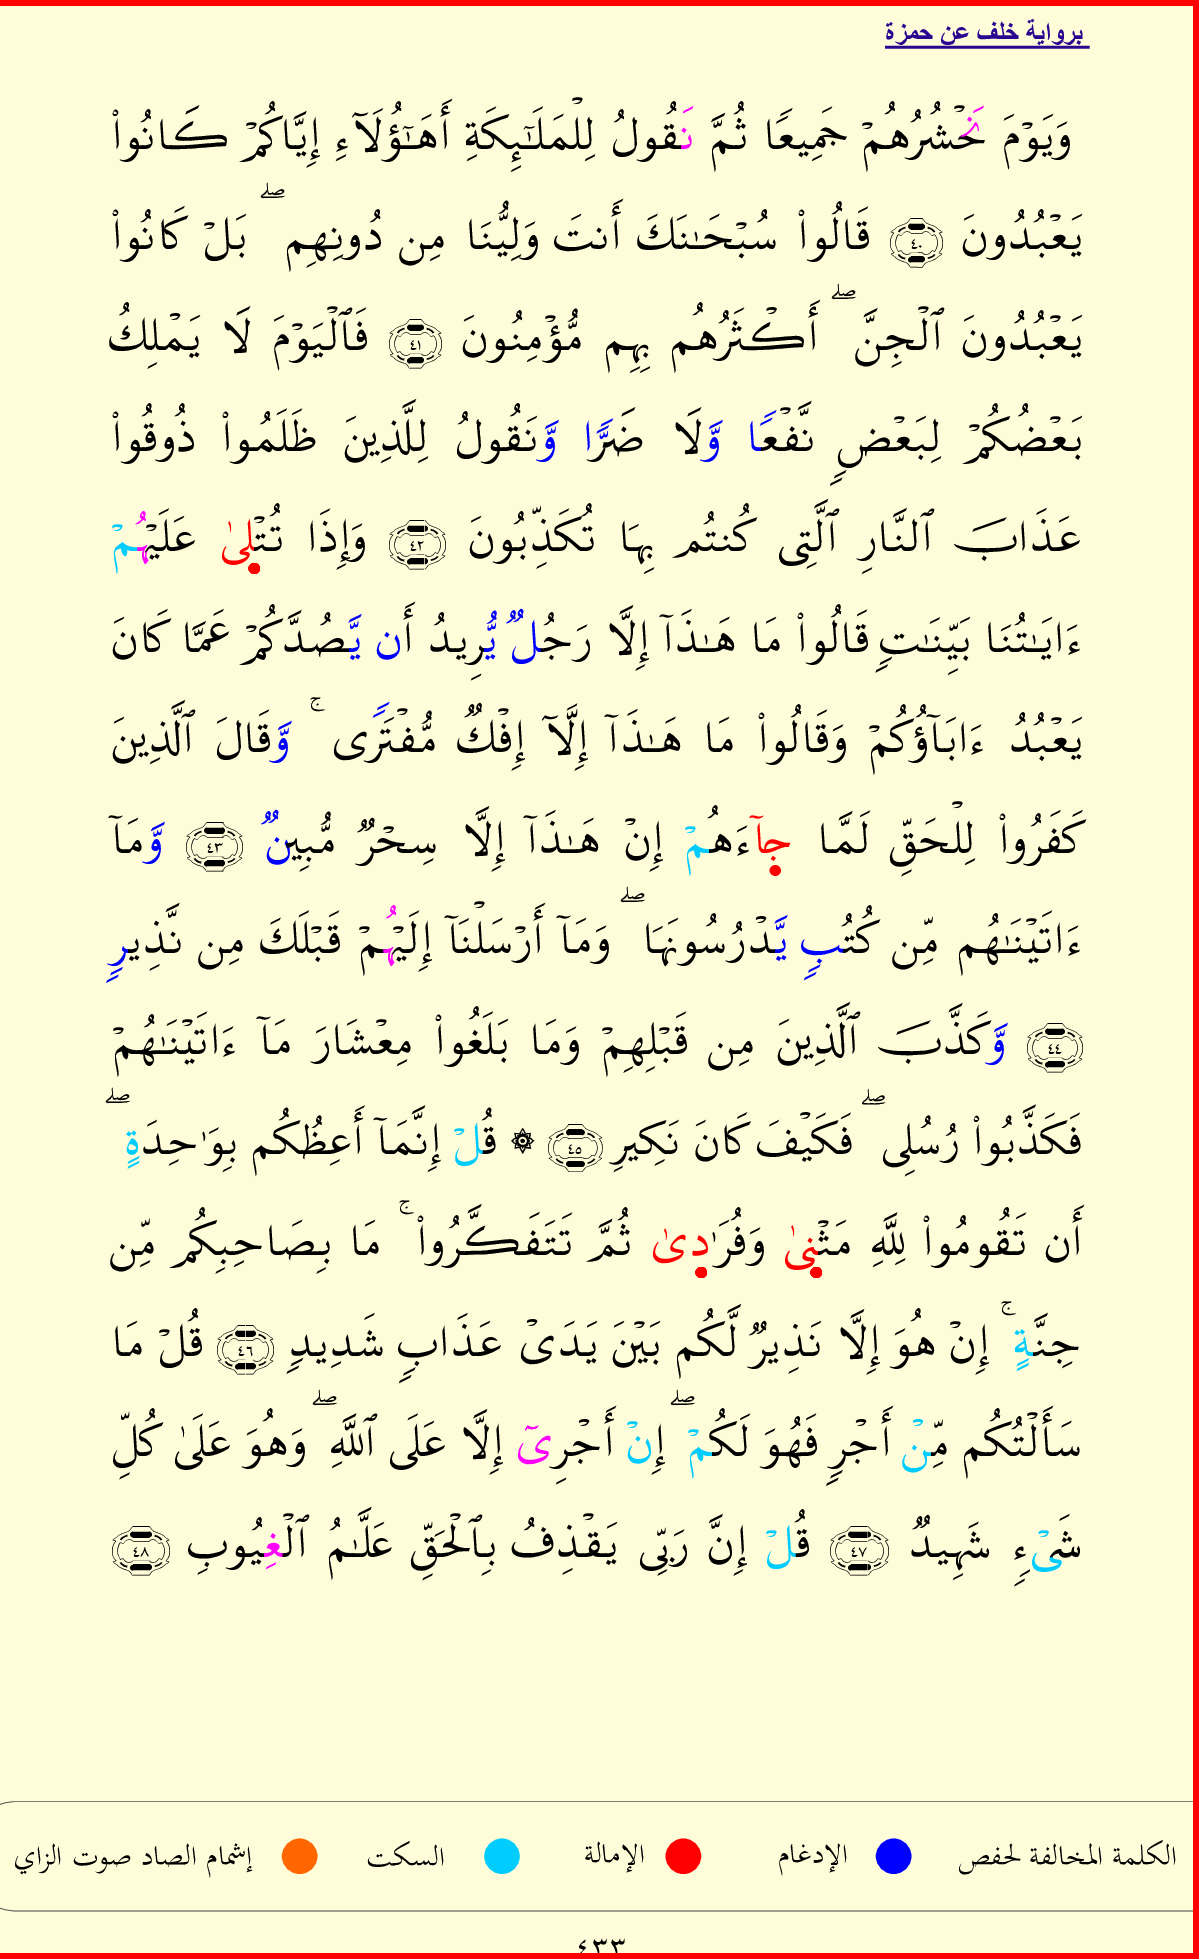 برواية خلف عن حمزة
وَيَوْمَ نَحْشُرُهُمْ جَمِيعًا ثُمَّ نَقُولُ لِلْمَلَـٰٓئِكَةِ أَهَـٰٓؤُلَآءِ إِيَّاكُمْ كَانُوا۟
يَعْبُدُونَ ٤٠ قَالُوا۟ سُبْحَـٰنَكَ أَنتَ وَلِيُّنَا مِن دُونِهِم ۖ بَلْ كَانُوا۟
يَعْبُدُونَ ٱلْجِنَّ ۖ أَكْثَرُهُم بِهِم مُّؤْمِنُونَ ٤١ فَٱلْيَوْمَ لَا يَمْلِكُ
بَعْضُكُمْ لِبَعْضٍ نَّفْعًا وَّلَا ضَرًّا وَّنَقُولُ لِلَّذِينَ ظَلَمُوا۟ ذُوقُوا۟
عَذَابَ ٱلنَّارِ ٱلَّتِى كُنتُم بِهَا تُكَذِّبُونَ ٤٢ وَإِذَا تُتْلِىٰ عَلَيْهُمْ
ءَايَـٰتُنَا بَيِّنَـٰتٍ قَالُوا۟ مَا هَـٰذَآ إِلَّا رَجُلٌ يُّرِيدُ أَن يَّصُدَّكُمْ عَمَّا كَانَ
يَعْبُدُ ءَابَآؤُكُمْ وَقَالُوا۟ مَا هَـٰذَآ إِلَّآ إِفْكٌ مُّفْتَرًى ۚ وَّقَالَ ٱلَّذِينَ
كَفَرُوا۟ لِلْحَقِّ لَمَّا جآءَهُمْ إِنْ هَـٰذَآ إِلَّا سِحْرٌ مُّبِينٌ ٤٣ وَّمَآ
ءَاتَيْنَـٰهُم مِّن كُتُبٍ يَّدْرُسُونَهَا ۖ وَمَآ أَرْسَلْنَآ إِلَيْهُمْ قَبْلَكَ مِن نَّذِيرٍ
٤٤ وَّكَذَّبَ ٱلَّذِينَ مِن قَبْلِهِمْ وَمَا بَلَغُوا۟ مِعْشَارَ مَآ ءَاتَيْنَـٰهُمْ
فَكَذَّبُوا۟ رُسُلِى ۖ فَكَيْفَ كَانَ نَكِيرِ ٤٥ ۞ قُلْ إِنَّمَآ أَعِظُكُم بِوَٰحِدَةٍ ۖ
أَن تَقُومُوا۟ لِلَّهِ مَثْنِىٰ وَفُرَٰدِىٰ ثُمَّ تَتَفَكَّرُوا۟ ۚ مَا بِصَاحِبِكُم مِّن
جِنَّةٍ ۚ إِنْ هُوَ إِلَّا نَذِيرٌ لَّكُم بَيْنَ يَدَىْ عَذَابٍ شَدِيدٍ ٤٦ قُلْ مَا
سَأَلْتُكُم مِّنْ أَجْرٍ فَهُوَ لَكُمْ ۖ إِنْ أَجْرِىٓ إِلَّا عَلَى ٱللَّهِ ۖ وَهُوَ عَلَىٰ كُلِّ
شَىْءٍ شَهِيدٌ ٤٧ قُلْ إِنَّ رَبِّى يَقْذِفُ بِٱلْحَقِّ عَلَّـٰمُ ٱلْغِيُوبِ ٤٨
الكلمة المخالفة لحفص الإدغام الإمالة السكت إشمام الصاد صوت الزاي
٤٣٣